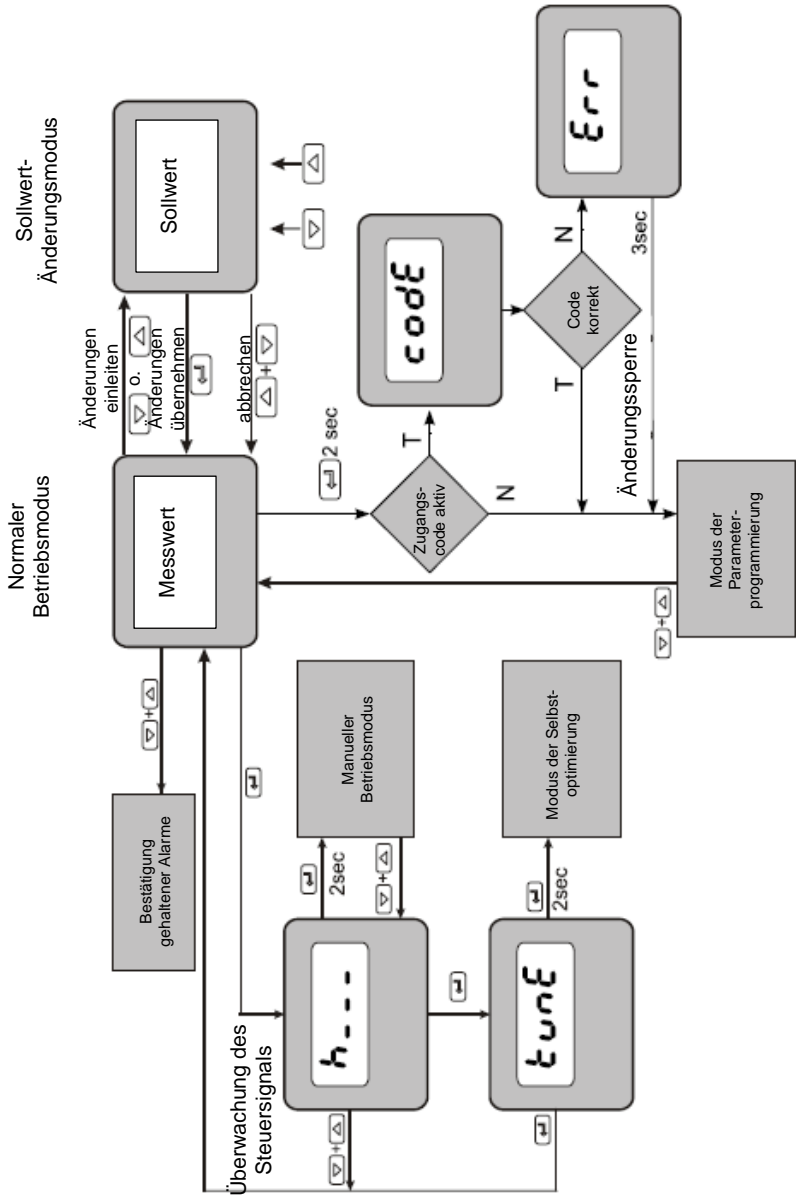 Normaler
Betriebsmodus
Sollwert-
Änderungsmodus
Messwert
Sollwert
Änderungen
einleiten
o.
Änderungen
übernehmen
abbrechen
+
+
Bestätigung
gehaltener Alarme
2 sec
Zugangs-
code aktiv
T
N
codE
Code
korrekt
N
T
Err
3sec
Änderungssperre
Modus der
Parameter-
programmierung
+
Überwachung des
Steuersignals
h---
2sec
Manueller
Betriebsmodus
+
+
tunE
2sec
Modus der Selbst-
optimierung